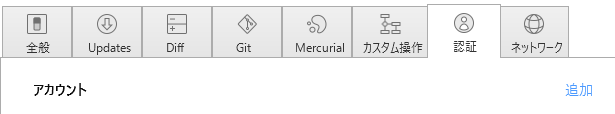 全般 Updates Diff Git Mercurial カスタム操作 認証 ネットワーク
アカウント 追加